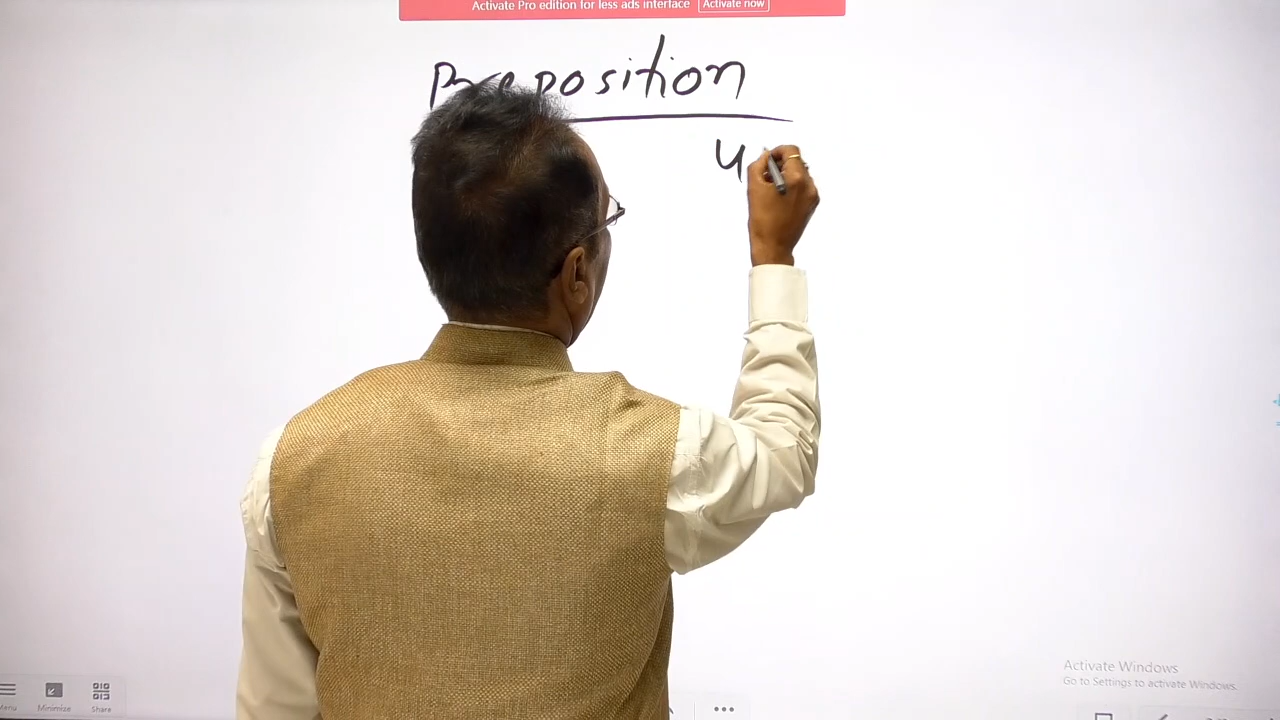 Activate Pro edition for less ads interface Activate now
Preposition
Activate Windows
Go to Settings to activate Windows.
Menu Minimize Share